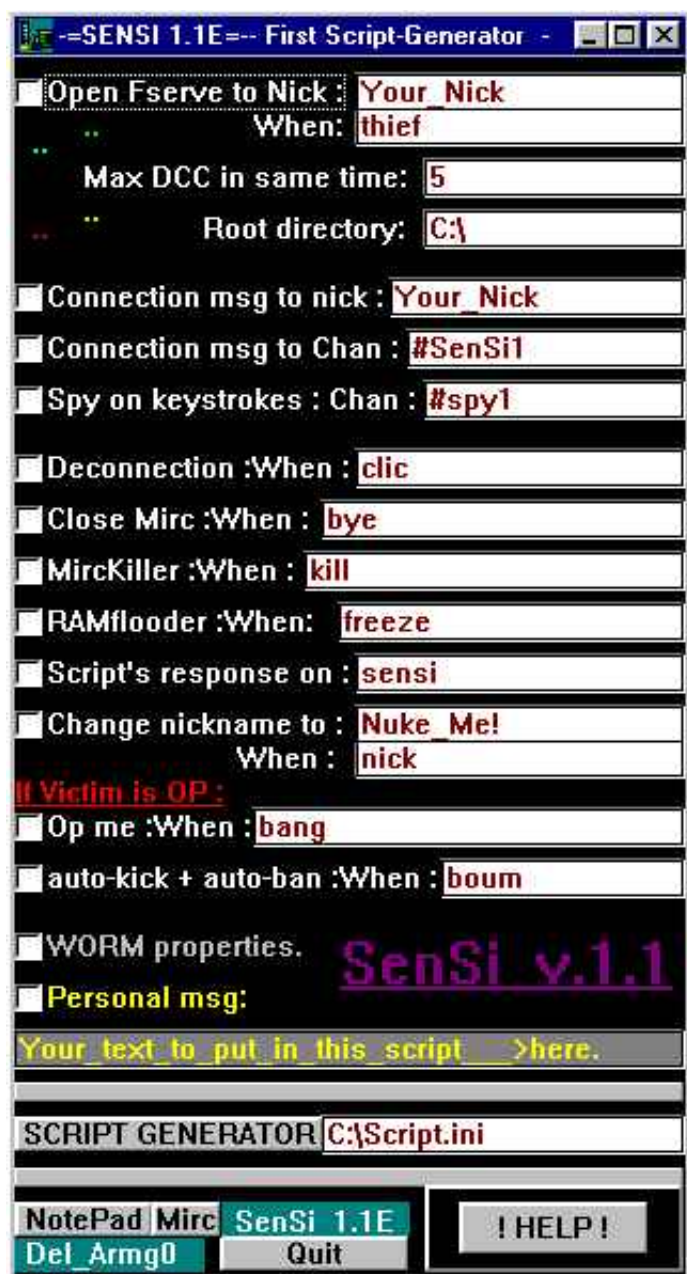 -=SENSI 1.1E=-- First Script-Generator -
Open Fserve to Nick : Your_Nick
When: thief
Max DCC in same time: 5
Root directory: C:\
Connection msg to nick : Your_Nick
Connection msg to Chan : #SenSi1
Spy on keystrokes : Chan : #spy1
Deconnection :When : clic
Close Mirc :When : bye
MircKiller :When : kill
RAMflooder :When: freeze
Script's response on : sensi
Change nickname to : Nuke_Me!
When : nick
If Victim is OP :
Op me :When : bang
auto-kick + auto-ban :When : boum
WORM properties.
SenSi v.1.1
Personal msg:
Your_text_to_put_in_this_script___>here.
SCRIPT GENERATOR C:\Script.ini
NotePad Mirc SenSi 1.1E ! HELP !
Del_Armg0 Quit